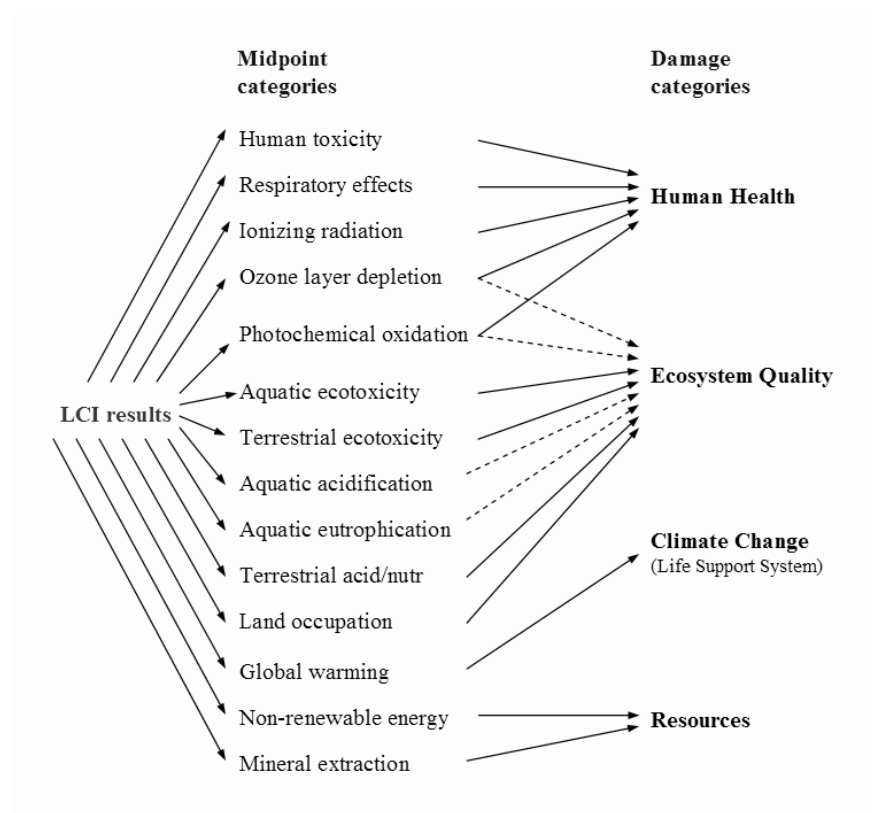 Midpoint
categories
Damage
categories
Human toxicity
Respiratory effects
Human Health
Ionizing radiation
Ozone layer depletion
Photochemical oxidation
Ecosystem Quality
Aquatic ecotoxicity
LCI results
Terrestrial ecotoxicity
Aquatic acidification
Aquatic eutrophication
Climate Change
(Life Support System)
Terrestrial acid/nutr
Land occupation
Global warming
Non-renewable energy
Resources
Mineral extraction